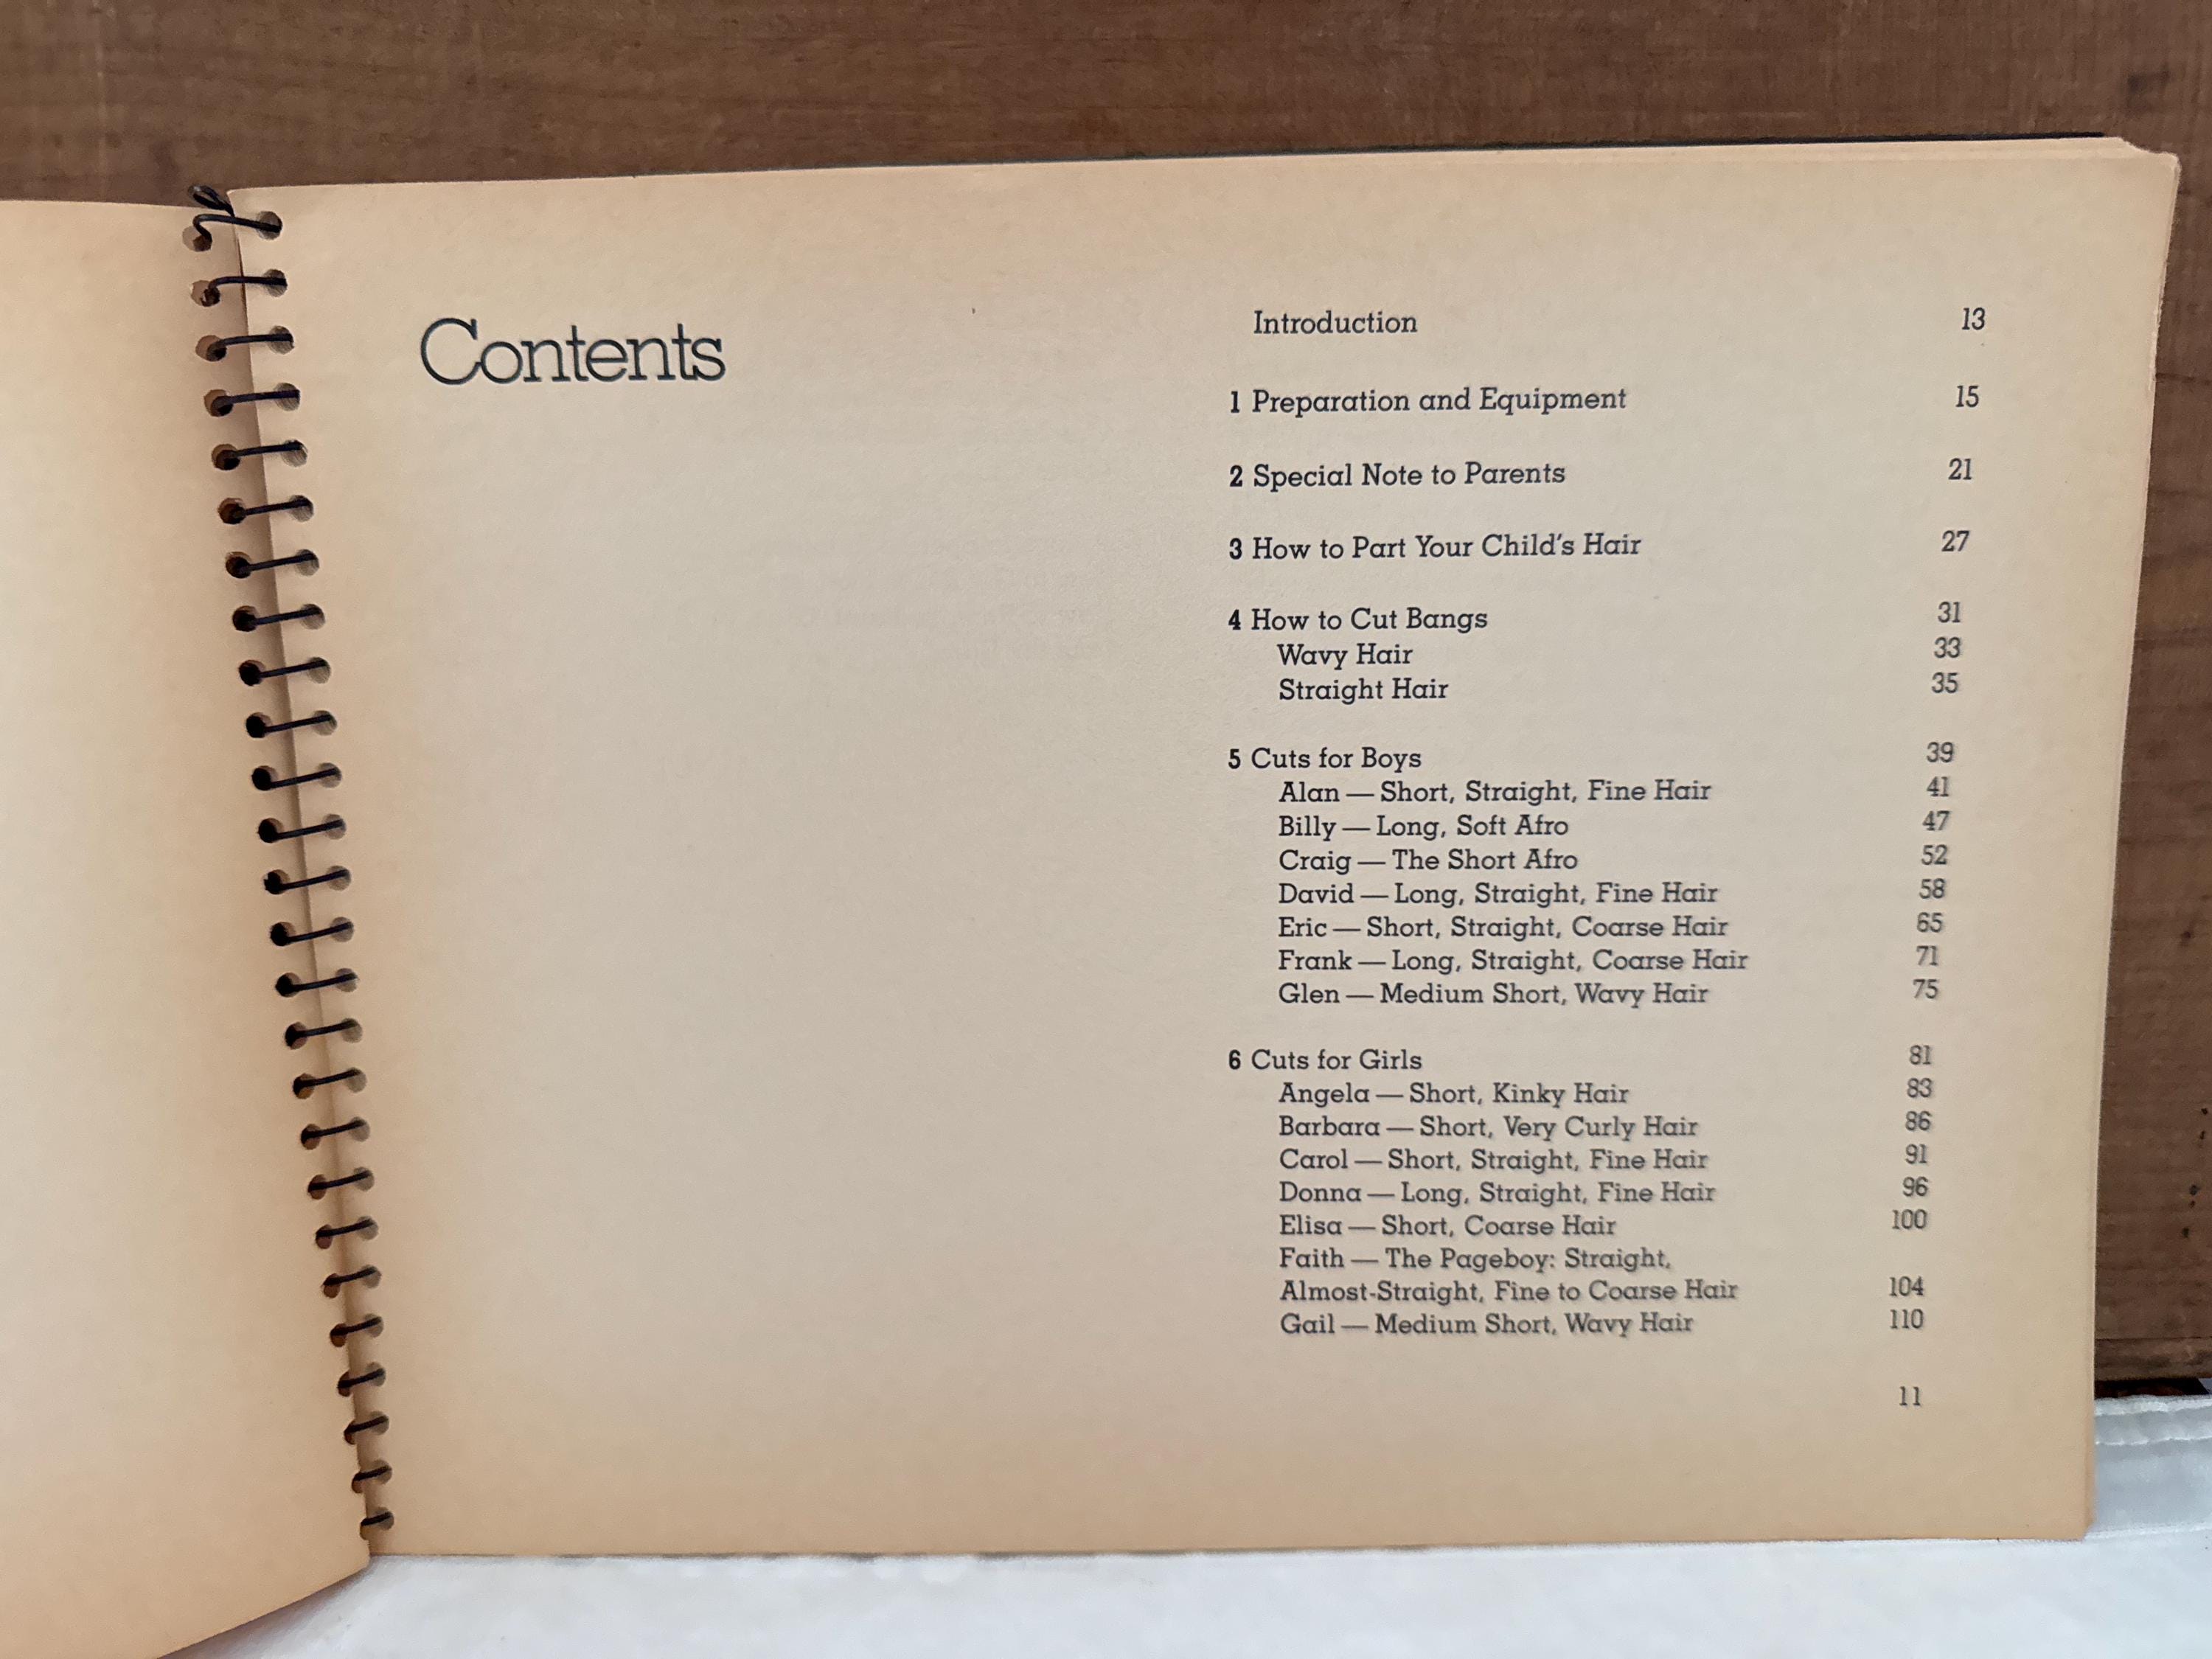 Contents
Introduction 13
1 Preparation and Equipment 15
2 Special Note to Parents 21
3 How to Part Your Child's Hair 27
4 How to Cut Bangs 31
Wavy Hair 33
Straight Hair 35
5 Cuts for Boys 39
Alan — Short, Straight, Fine Hair 41
Billy — Long, Soft Afro 47
Craig — The Short Afro 52
David — Long, Straight, Fine Hair 58
Eric — Short, Straight, Coarse Hair 65
Frank — Long, Straight, Coarse Hair 71
Glen — Medium Short, Wavy Hair 75
6 Cuts for Girls 81
Angela — Short, Kinky Hair 83
Barbara — Short, Very Curly Hair 86
Carol — Short, Straight, Fine Hair 91
Donna — Long, Straight, Fine Hair 96
Elisa — Short, Coarse Hair 100
Faith — The Pageboy: Straight,
Almost-Straight, Fine to Coarse Hair 104
Gail — Medium Short, Wavy Hair 110
11